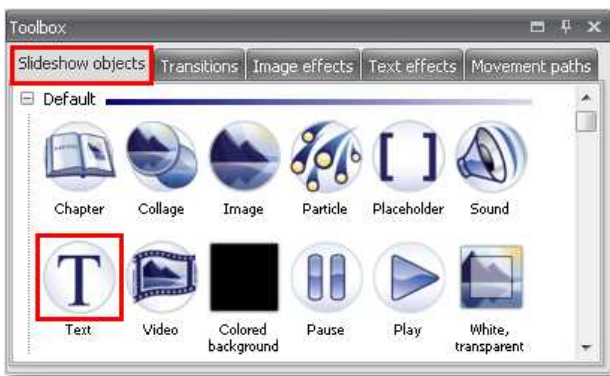 Toolbox
Slideshow objects Transitions Image effects Text effects Movement paths
Default
Chapter Collage Image Particle Placeholder Sound
T
Text Video Colored background Pause Play White, transparent